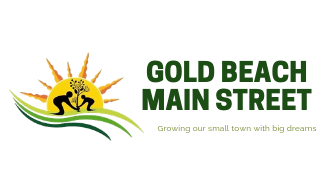 GOLD BEACH
MAIN STREET
Growing our small town with big dreams